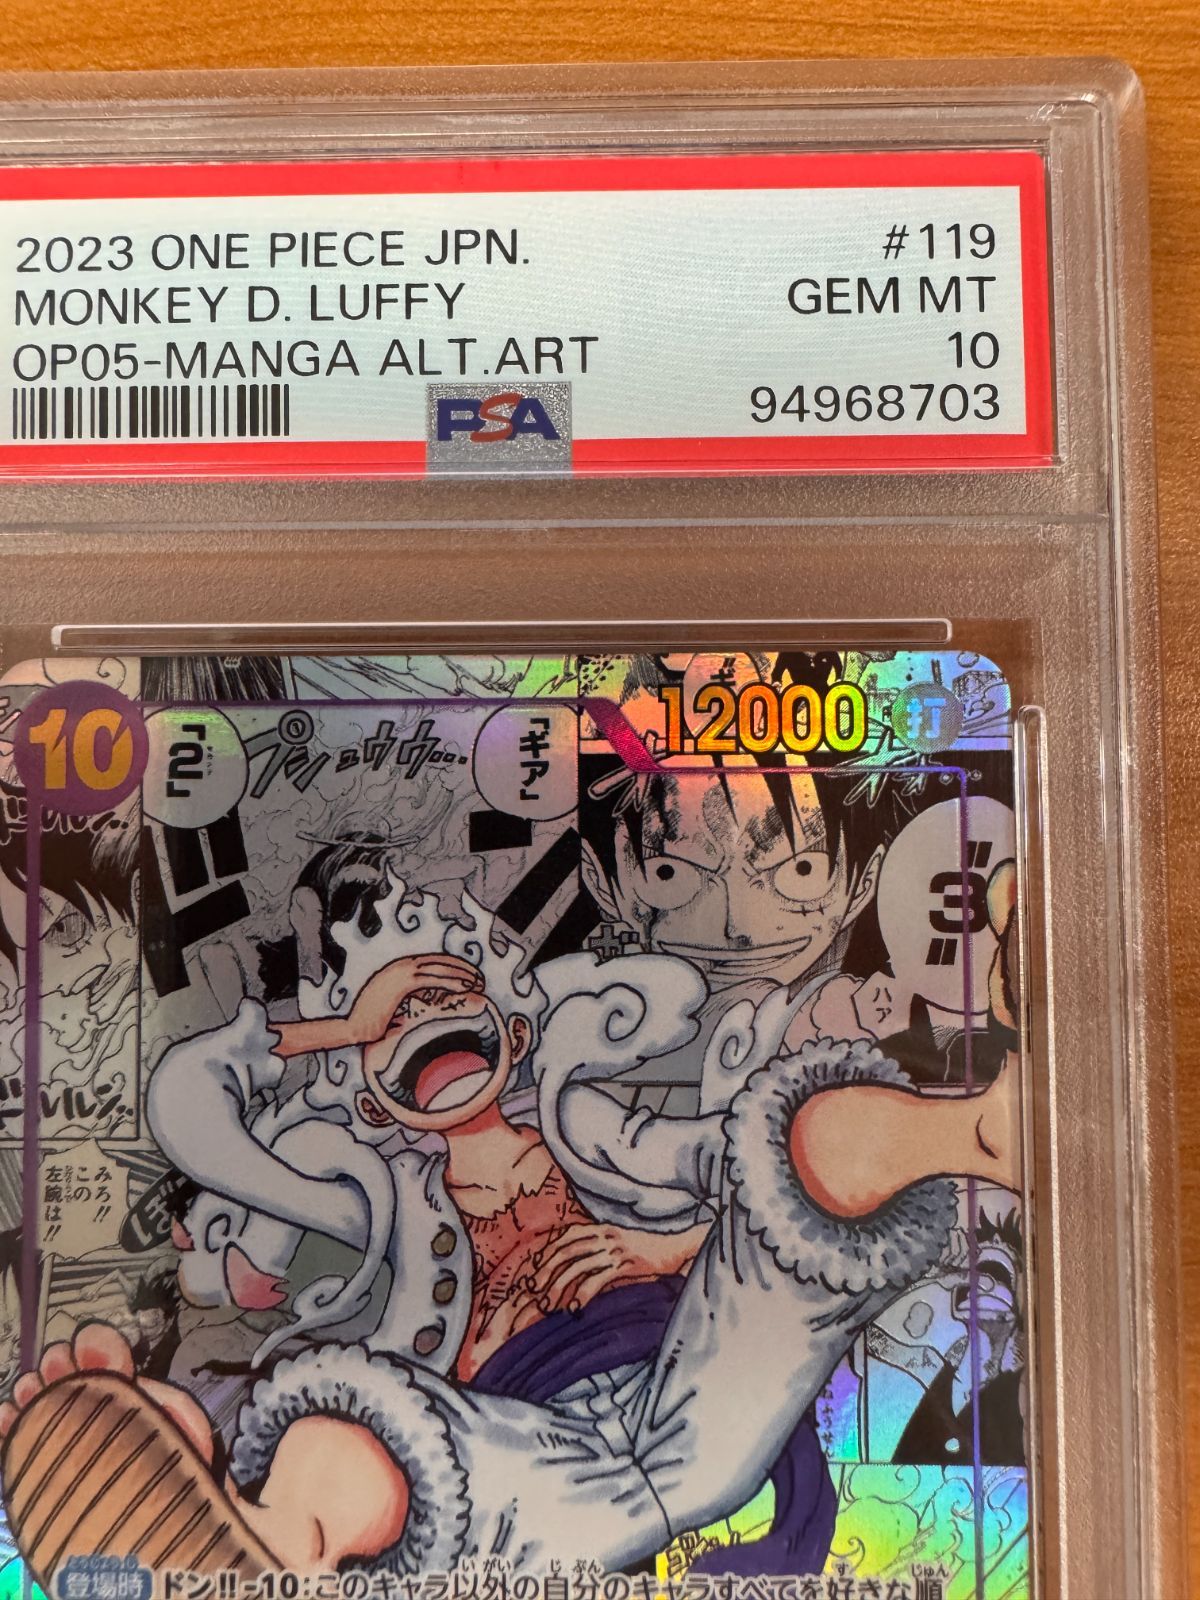 2023 ONE PIECE JPN. #119
MONKEY D. LUFFY GEM MT
OP05-MANGA ALT.ART 10
94968703
PSA
10
12000
打
「2」
プシュウウ…
「ギア」
"3"
ドン
ハァ
みろ!!
この
左腕は!!
登場時 ドン!!-10:このキャラ以外の自分のキャラすべてを好きな順